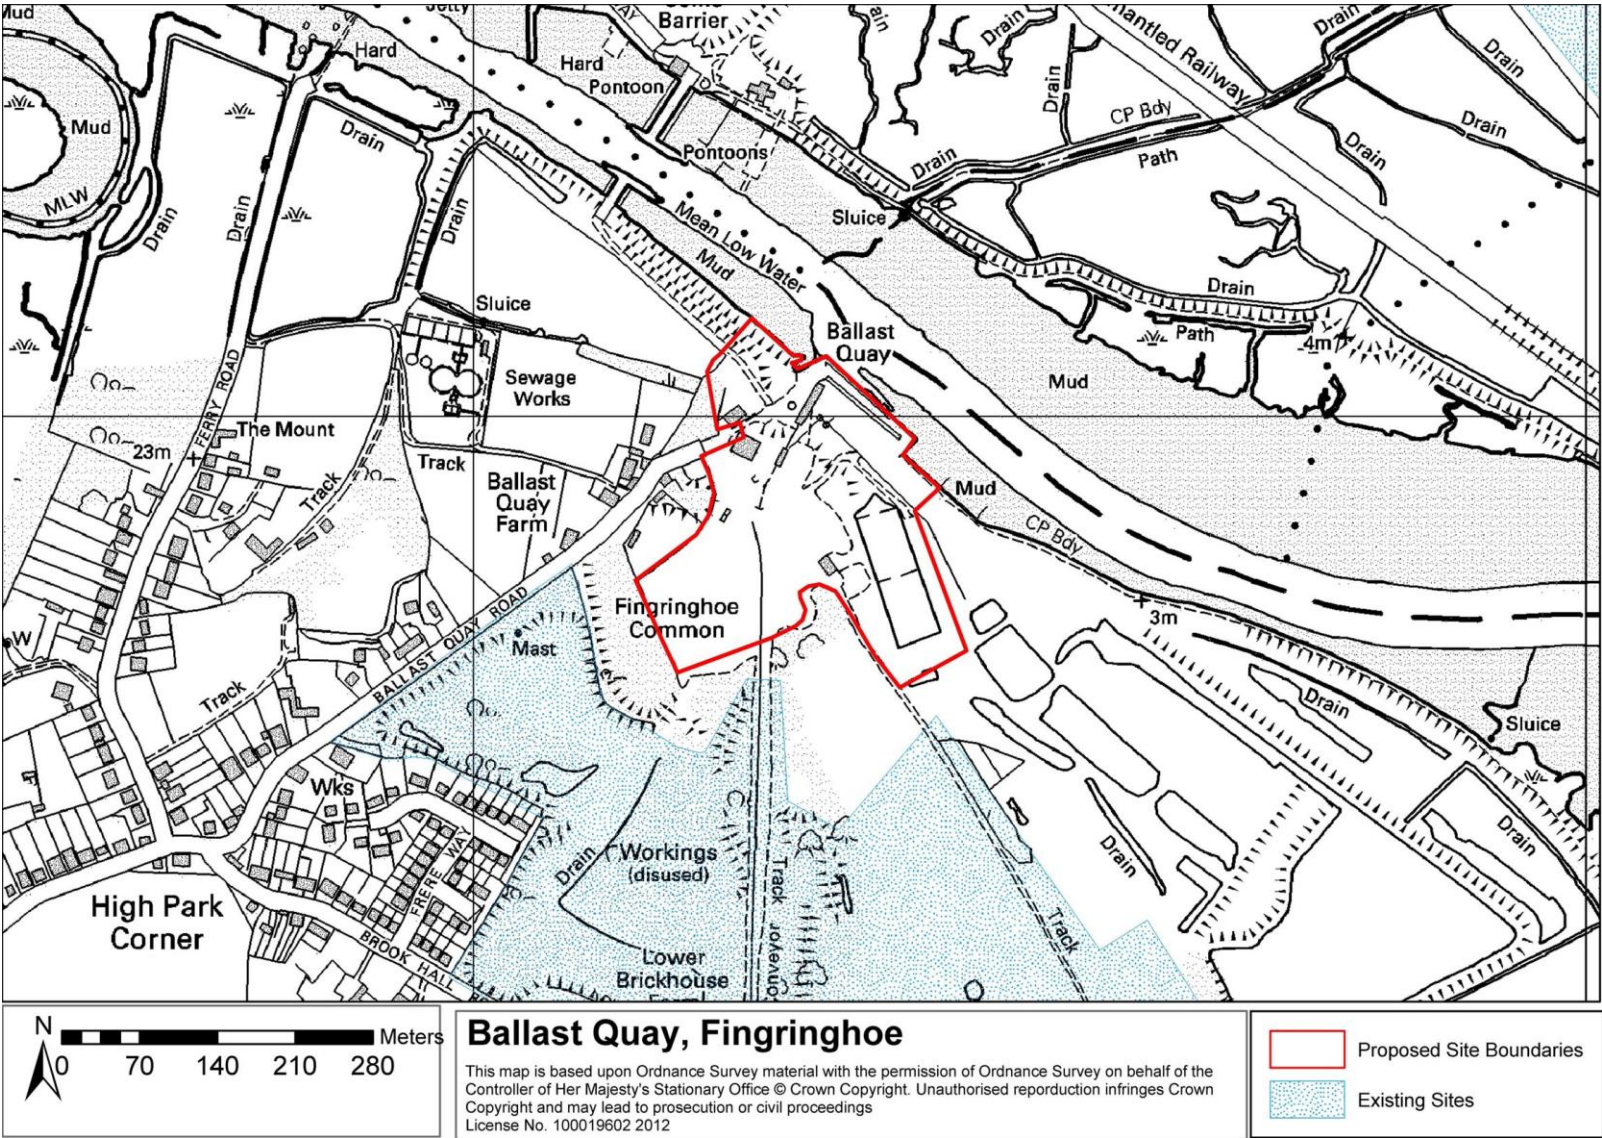 Mud
Jetty
Hard
Barrier
Drain
Drain
Drain
mantled Railway
Drain
Hard
Pontoon
Drain
Drain
Mud
Drain
Pontoons
CP Bdy
Drain
Drain
Path
Drain
MLW
Drain
Drain
Drain
Mean Low Water
Mud
Sluice
Drain
Sluice
Ballast
Quay
Path
4m
Mud
FERRY ROAD
Sewage
Works
The Mount
23m
Track
Track
Ballast
Quay
Farm
Mud
CP Bdy
Fingringhoe
Common
3m
W
Mast
BALLAST QUAY ROAD
Track
Drain
Sluice
Wks
FRERE WAY
Drain
Workings
(disused)
Track
Drain
Drain
High Park
Corner
Track
BROOK HALL
Lower
Brickhouse
N
Meters
0 70 140 210 280
Ballast Quay, Fingringhoe
This map is based upon Ordnance Survey material with the permission of Ordnance Survey on behalf of the
Controller of Her Majesty's Stationary Office © Crown Copyright. Unauthorised reporduction infringes Crown
Copyright and may lead to prosecution or civil proceedings
License No. 100019602 2012
Proposed Site Boundaries
Existing Sites